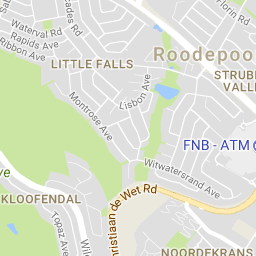 Waterval Rd
Rapids Ave
Ribbon Ave
LITTLE FALLS
Lisbon Ave
Montrose Ave
Roodepoo
STRUB
VALL
FNB - ATM
Witwatersrand Ave
KLOOFENDAL
Topaz Ave
hristiaan de Wet Rd
NOORDEKRANS